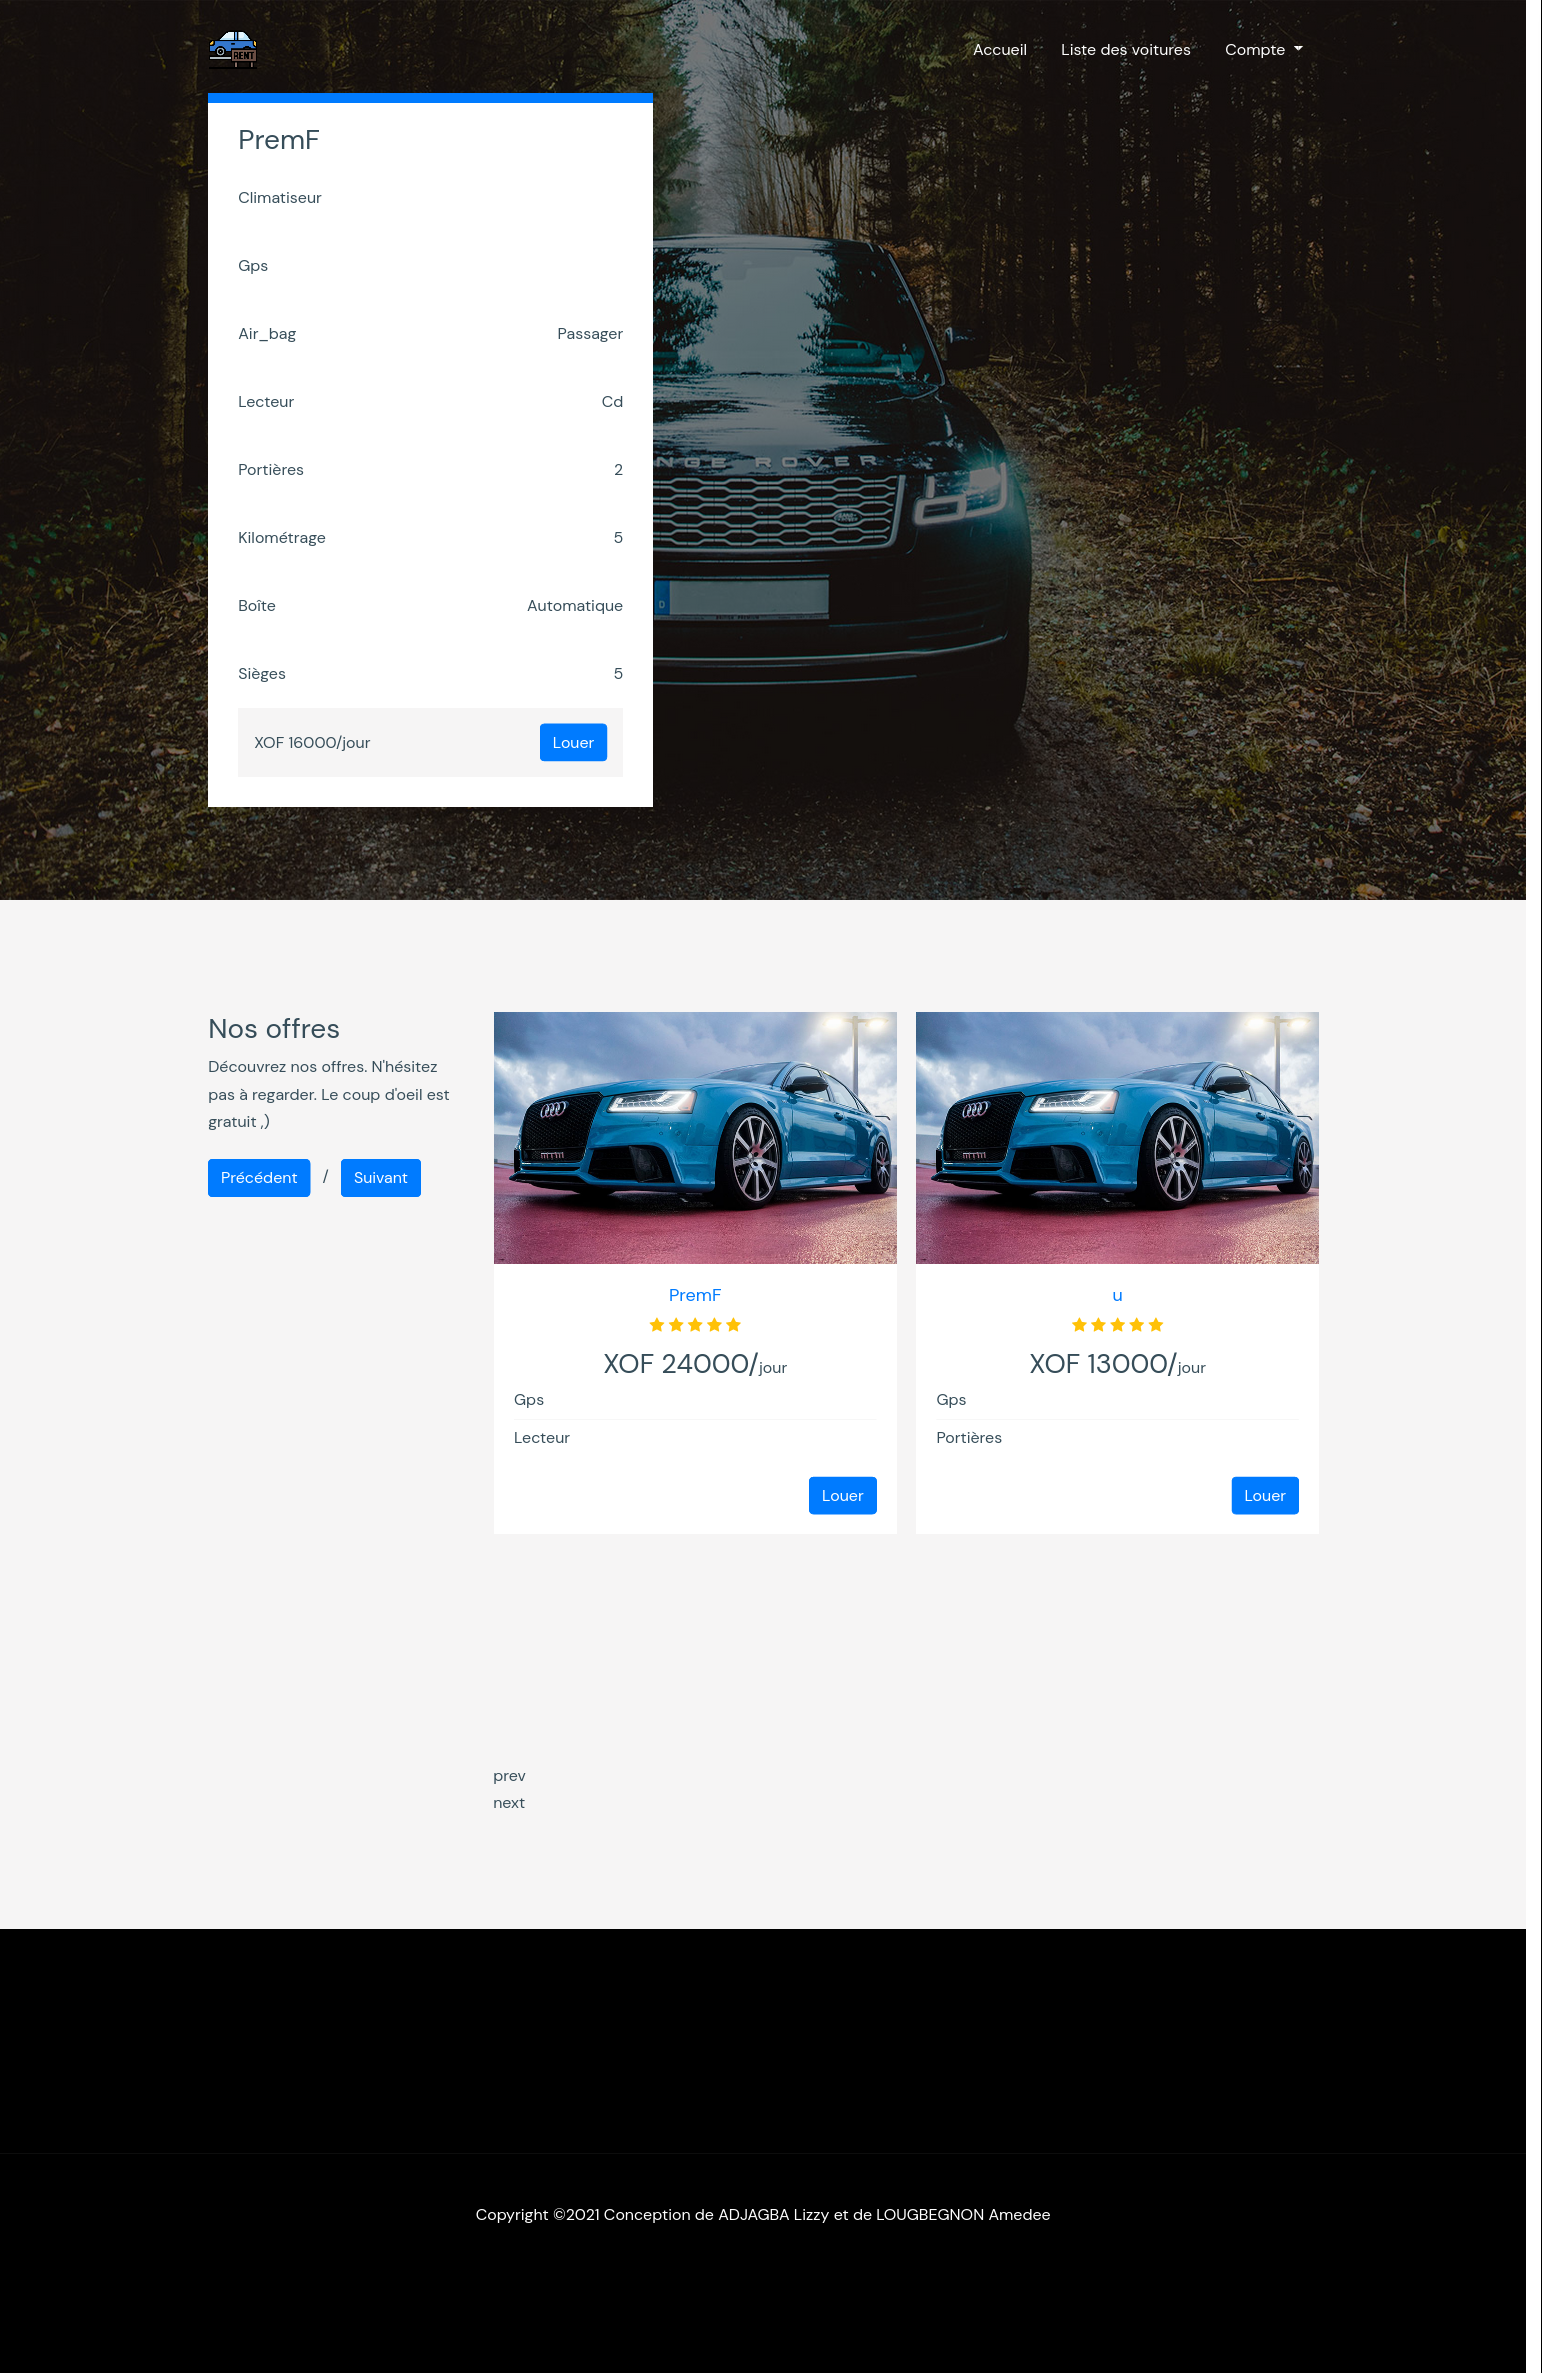 RENT
Accueil Liste des voitures Compte
PremF
Climatiseur
Gps
Air_bag Passager
Lecteur Cd
Portières 2
Kilométrage 5
Boîte Automatique
Sièges 5
XOF 16000/jour Louer
NGE ROVER
D
Nos offres
Découvrez nos offres. N'hésitez
pas à regarder. Le coup d'oeil est
gratuit ,)
Précédent / Suivant
PremF
XOF 24000/jour
Gps
Lecteur
Louer
u
XOF 13000/jour
Gps
Portières
Louer
prev
next
Copyright ©2021 Conception de ADJAGBA Lizzy et de LOUGBEGNON Amedee